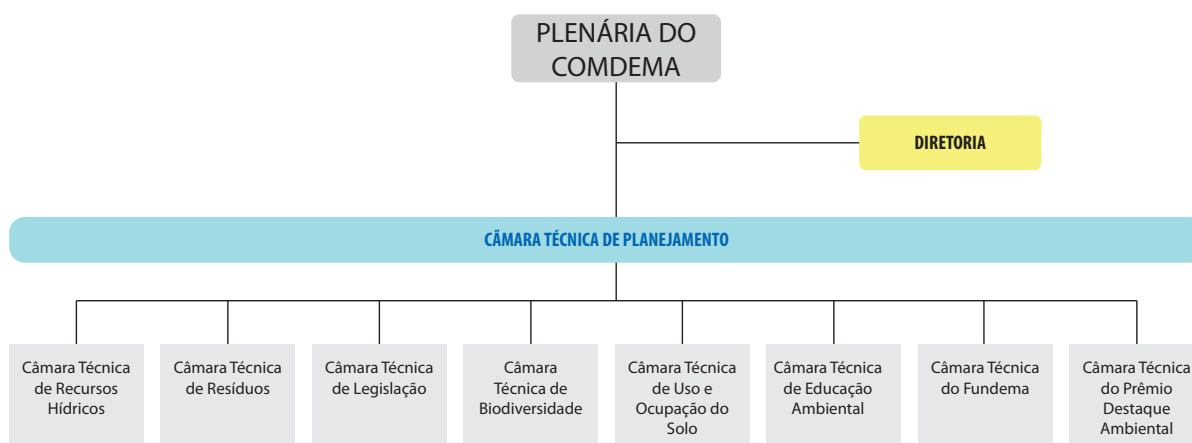 PLENÁRIA DO
COMDEMA
DIRETORIA
CÂMARA TÉCNICA DE PLANEJAMENTO
Câmara Técnica
de Recursos
Hídricos
Câmara Técnica
de Resíduos
Câmara Técnica
de Legislação
Câmara
Técnica de
Biodiversidade
Câmara Técnica
de Uso e
Ocupação do
Solo
Câmara Técnica
de Educação
Ambiental
Câmara Técnica
do Fundema
Câmara Técnica
do Prêmio
Destaque
Ambiental